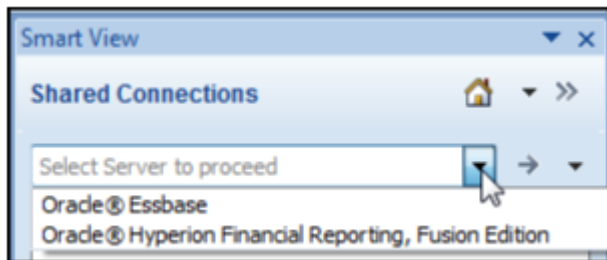 Smart View
Shared Connections
Select Server to proceed
Oracle® Essbase
Oracle® Hyperion Financial Reporting, Fusion Edition